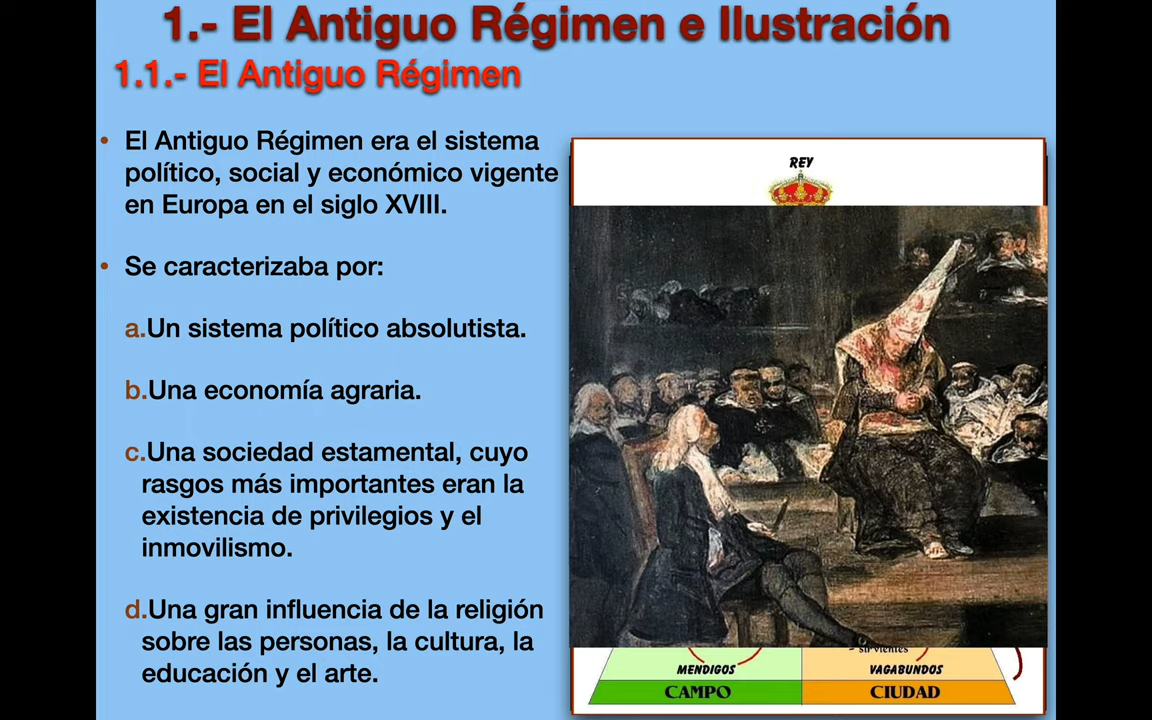 1.- El Antiguo Régimen e Ilustración
1.1.- El Antiguo Régimen
• El Antiguo Régimen era el sistema
político, social y económico vigente
en Europa en el siglo XVIII.
• Se caracterizaba por:
a.Un sistema político absolutista.
b.Una economía agraria.
c.Una sociedad estamental, cuyo
rasgos más importantes eran la
existencia de privilegios y el
inmovilismo.
d.Una gran influencia de la religión
sobre las personas, la cultura, la
educación y el arte.
REY
- sirvientes
MENDIGOS
VAGABUNDOS
CAMPO
CIUDAD